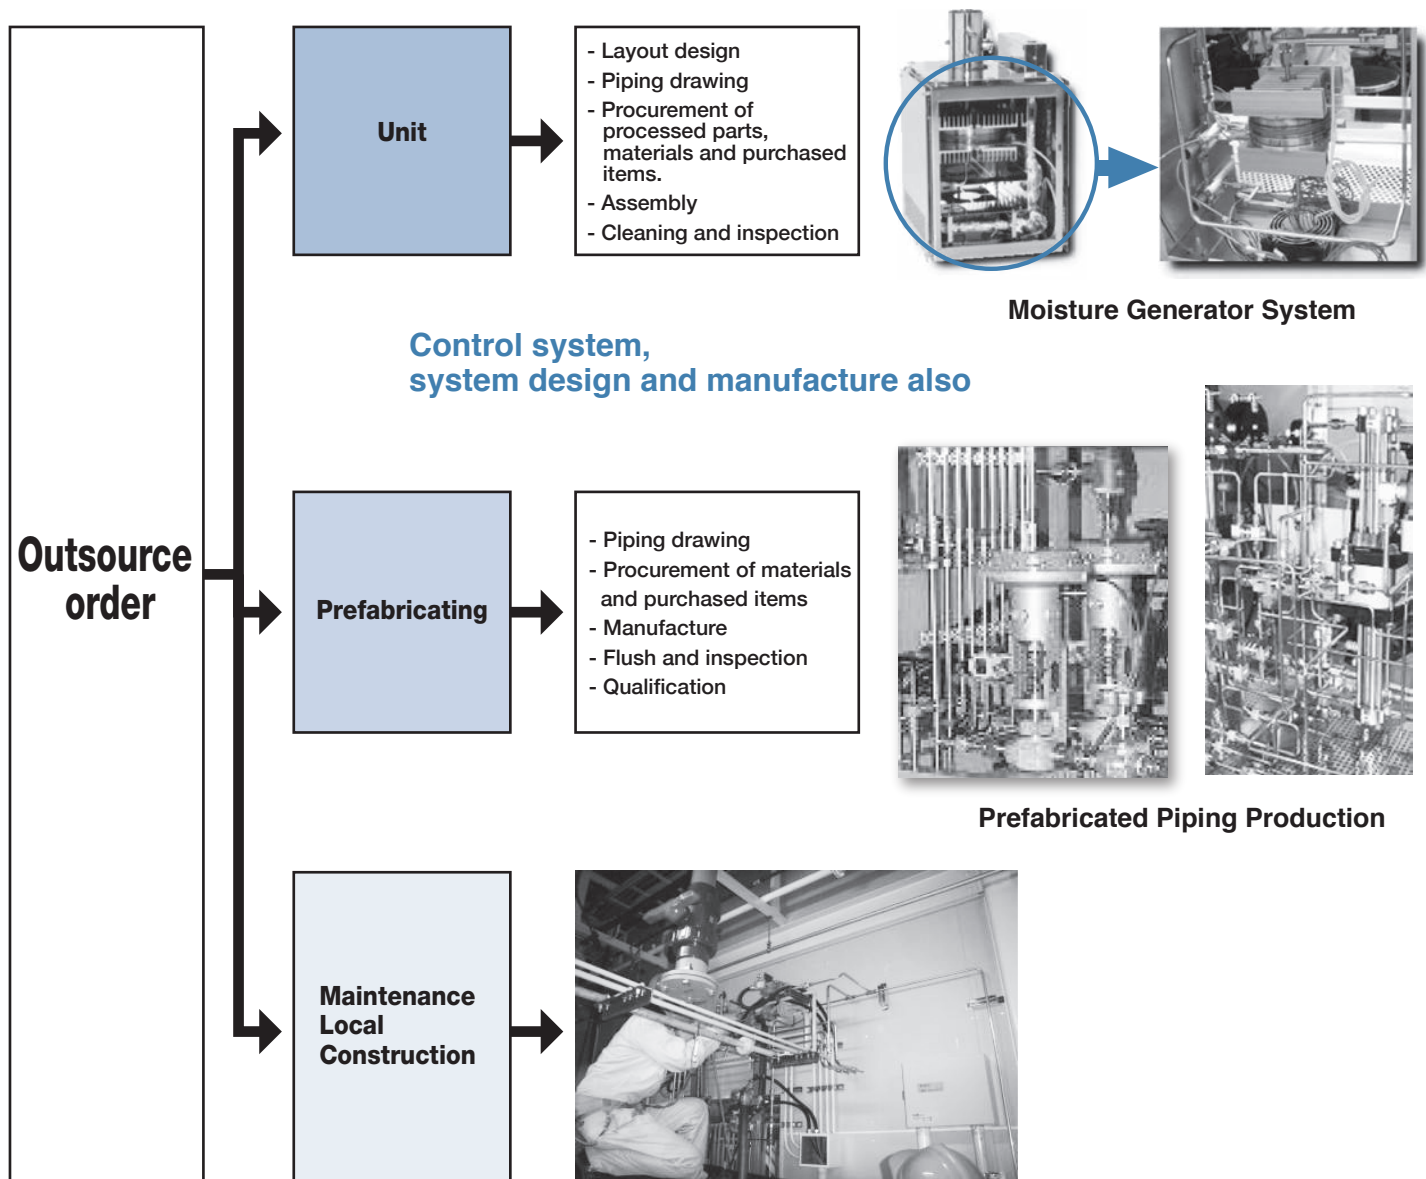 Outsource
order
Unit
- Layout design
- Piping drawing
- Procurement of
processed parts,
materials and purchased
items.
- Assembly
- Cleaning and inspection
Moisture Generator System
Control system,
system design and manufacture also
Prefabricating
- Piping drawing
- Procurement of materials
and purchased items
- Manufacture
- Flush and inspection
- Qualification
Prefabricated Piping Production
Maintenance
Local
Construction